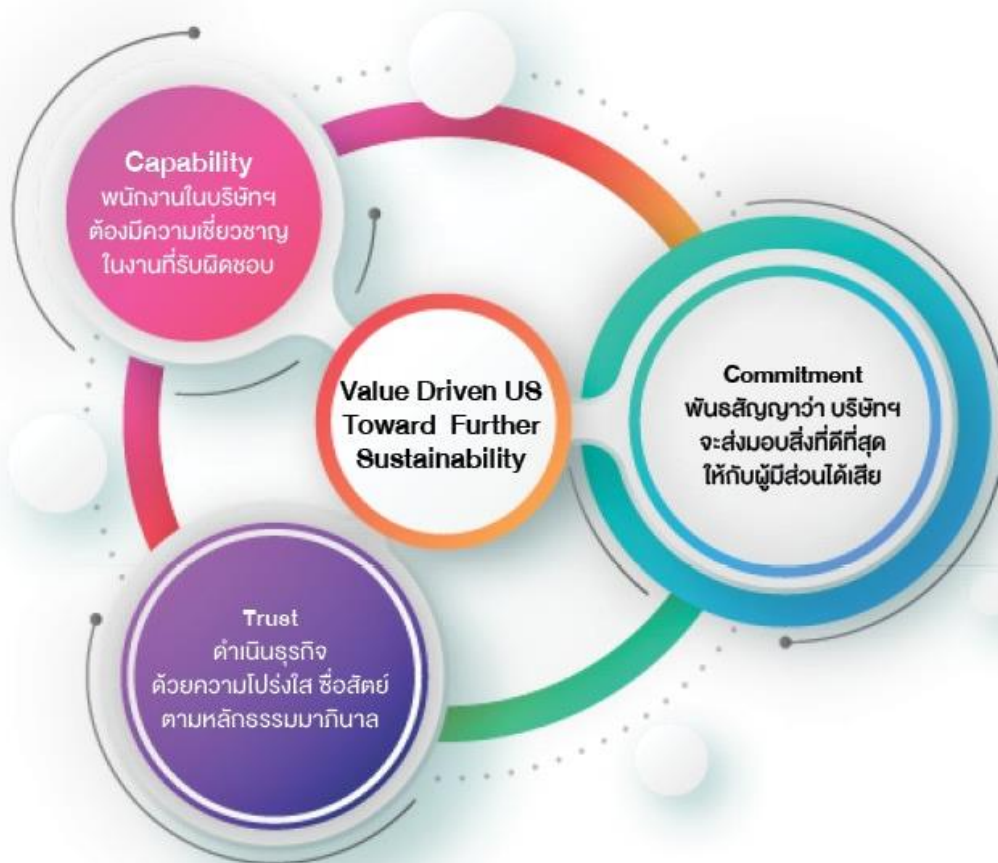 Capability
พนักงานในบริษัทฯ
ต้องมีความเชี่ยวชาญ
ในงานที่รับผิดชอบ
Value Driven US
Toward Further
Sustainability
Commitment
พันธสัญญาว่า บริษัทฯ
จะส่งมอบสิ่งที่ดีที่สุด
ให้กับผู้มีส่วนได้เสีย
Trust
ดำเนินธุรกิจ
ด้วยความโปร่งใส ซื่อสัตย์
ตามหลักธรรมมาภินาล